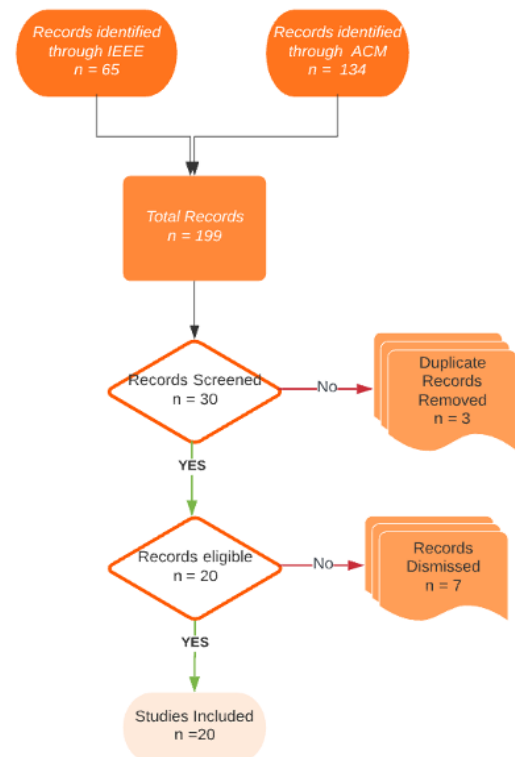 Records identified
through IEEE
n = 65
Records identified
through ACM
n = 134
Total Records
n = 199
Records Screened
n = 30
No
Duplicate
Records
Removed
n = 3
YES
Records eligible
n = 20
No
Records
Dismissed
n = 7
YES
Studies Included
n =20